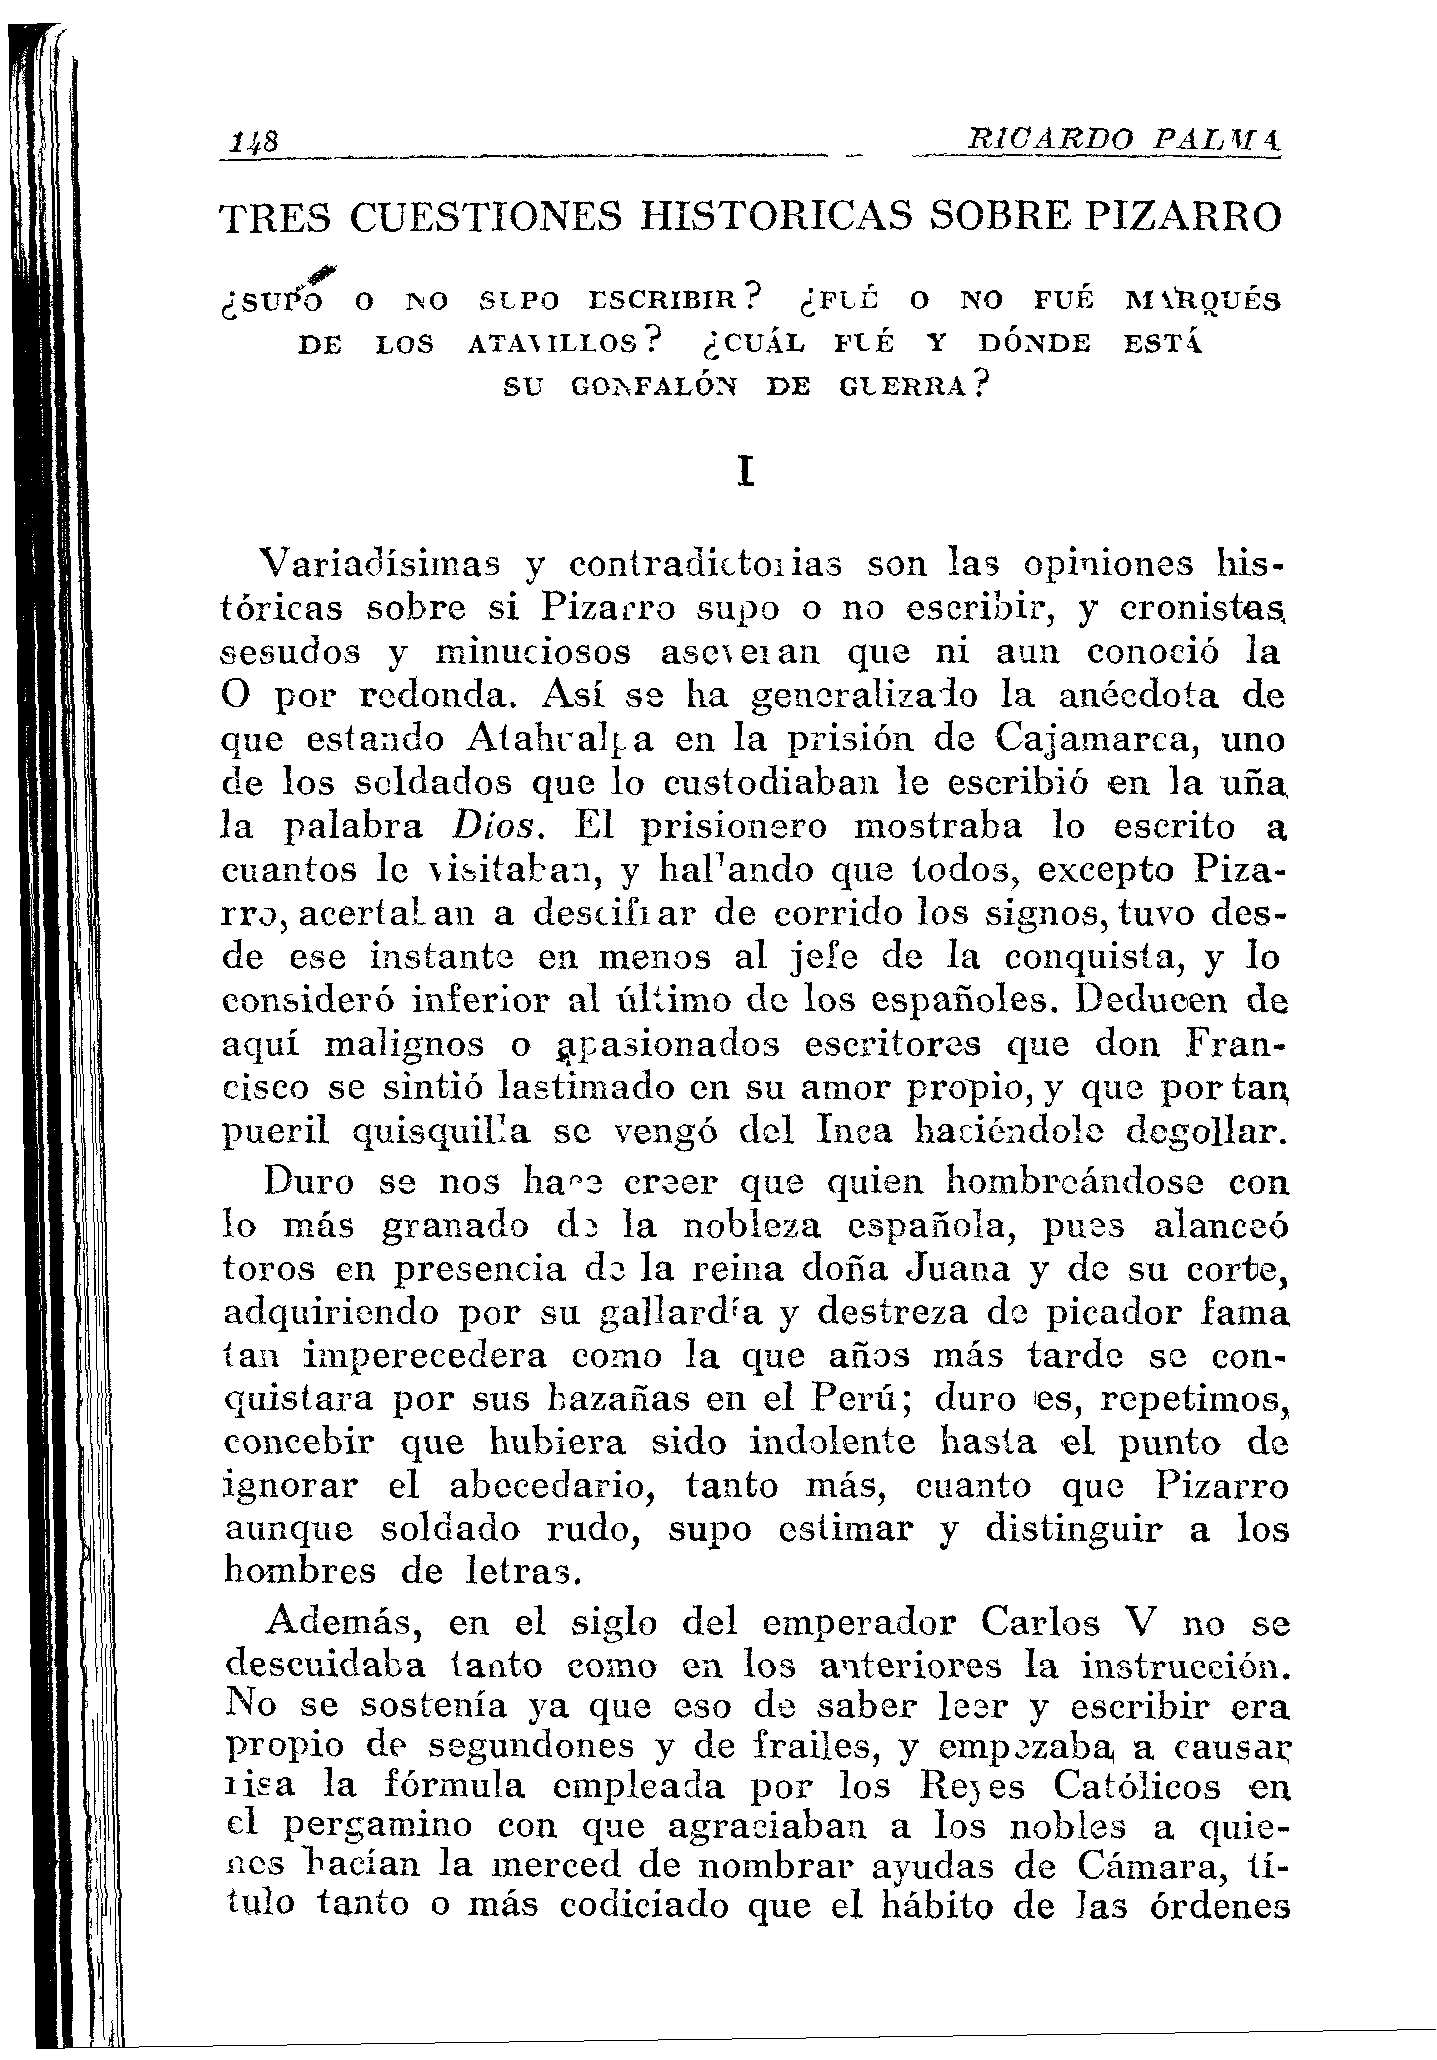 148 RICARDO PALMA
TRES CUESTIONES HISTORICAS SOBRE PIZARRO
¿SUPO O NO SUPO ESCRIBIR? ¿FUÉ O NO FUÉ MARQUÉS
DE LOS ATAVILLOS? ¿CUÁL FUÉ Y DÓNDE ESTÁ
SU GONFALÓN DE GUERRA?
I
Variadísimas y contradictorias son las opiniones his-
tóricas sobre si Pizarro supo o no escribir, y cronistas
sesudos y minuciosos aseveran que ni aun conoció la
O por redonda. Así se ha generalizado la anécdota de
que estando Atahualpa en la prisión de Cajamarca, uno
de los soldados que lo custodiaban le escribió en la uña
la palabra Dios. El prisionero mostraba lo escrito a
cuantos le visitaban, y hallando que todos, excepto Piza-
rro, acertaban a descifrar de corrido los signos, tuvo des-
de ese instante en menos al jefe de la conquista, y lo
consideró inferior al último de los españoles. Deducen de
aquí malignos o apasionados escritores que don Fran-
cisco se sintió lastimado en su amor propio, y que por tan
pueril quisquilla se vengó del Inca haciéndole degollar.
Duro se nos hace creer que quien hombreándose con
lo más granado de la nobleza española, pues alanceó
toros en presencia de la reina doña Juana y de su corte,
adquiriendo por su gallardía y destreza de picador fama
tan imperecedera como la que años más tarde se con-
quistara por sus hazañas en el Perú; duro es, repetimos,
concebir que hubiera sido indolente hasta el punto de
ignorar el abecedario, tanto más, cuanto que Pizarro
aunque soldado rudo, supo estimar y distinguir a los
hombres de letras.
Además, en el siglo del emperador Carlos V no se
descuidaba tanto como en los anteriores la instrucción.
No se sostenía ya que eso de saber leer y escribir era
propio de segundones y de frailes, y empezaba a causar
risa la fórmula empleada por los Reyes Católicos en
el pergamino con que agraciaban a los nobles a quie-
nes hacían la merced de nombrar ayudas de Cámara, tí-
tulo tanto o más codiciado que el hábito de las órdenes